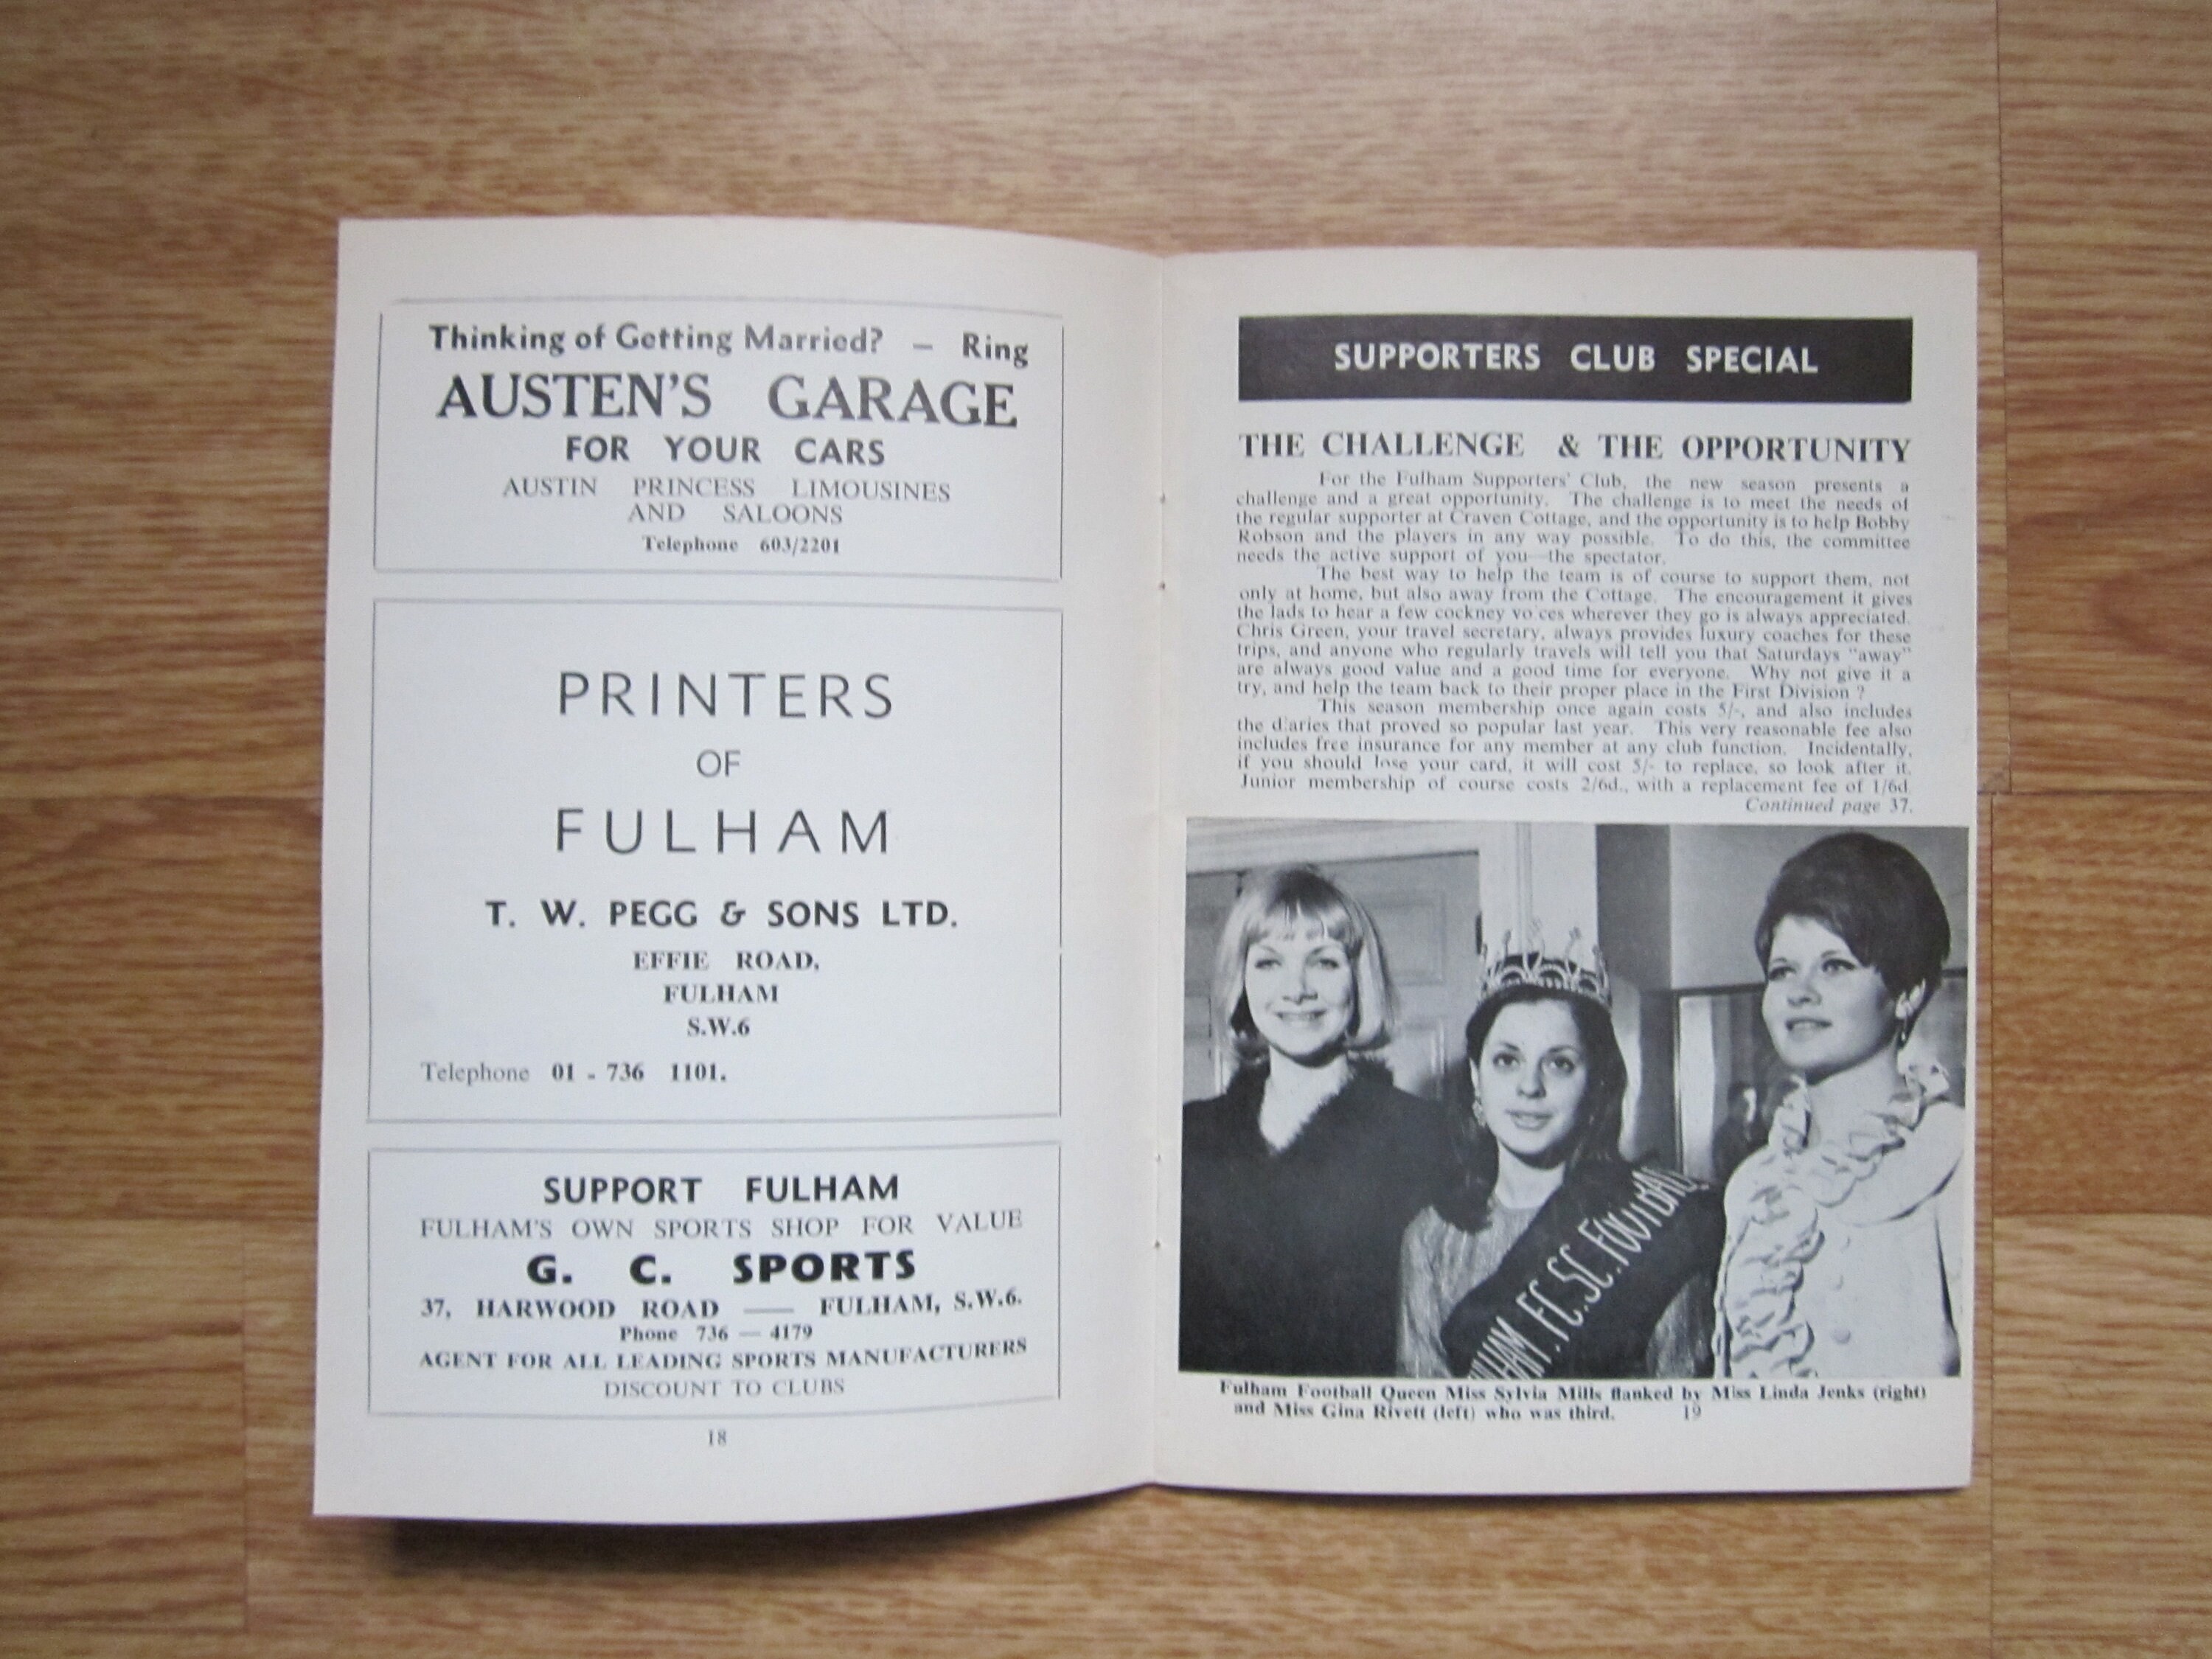 Thinking of Getting Married? – Ring
AUSTEN'S GARAGE
FOR YOUR CARS
AUSTIN PRINCESS LIMOUSINES
AND SALOONS
Telephone 603/2201
PRINTERS
OF
FULHAM
T. W. PEGG & SONS LTD.
EFFIE ROAD,
FULHAM
S.W.6
Telephone 01 - 736 1101.
SUPPORT FULHAM
FULHAM'S OWN SPORTS SHOP FOR VALUE
G. C. SPORTS
37, HARWOOD ROAD — FULHAM, S.W.6.
Phone 736 — 4179
AGENT FOR ALL LEADING SPORTS MANUFACTURERS
DISCOUNT TO CLUBS
18
SUPPORTERS CLUB SPECIAL
THE CHALLENGE & THE OPPORTUNITY
For the Fulham Supporters' Club, the new season presents a
challenge and a great opportunity. The challenge is to meet the needs of
the regular supporter at Craven Cottage, and the opportunity is to help Bobby
Robson and the players in any way possible. To do this, the committee
needs the active support of you—the spectator.
The best way to help the team is of course to support them, not
only at home, but also away from the Cottage. The encouragement it gives
the lads to hear a few cockney vo.ces wherever they go is always appreciated.
Chris Green, your travel secretary, always provides luxury coaches for these
trips, and anyone who regularly travels will tell you that Saturdays "away"
are always good value and a good time for everyone. Why not give it a
try, and help the team back to their proper place in the First Division ?
This season membership once again costs 5/-, and also includes
the diaries that proved so popular last year. This very reasonable fee also
includes free insurance for any member at any club function. Incidentally,
if you should lose your card, it will cost 5/- to replace, so look after it.
Junior membership of course costs 2/6d., with a replacement fee of 1/6d
Continued page 37.
LHAM.F.C.S.C.FOOTBAL
Fulham Football Queen Miss Sylvia Mills flanked by Miss Linda Jenks (right)
and Miss Gina Rivett (left) who was third.
19